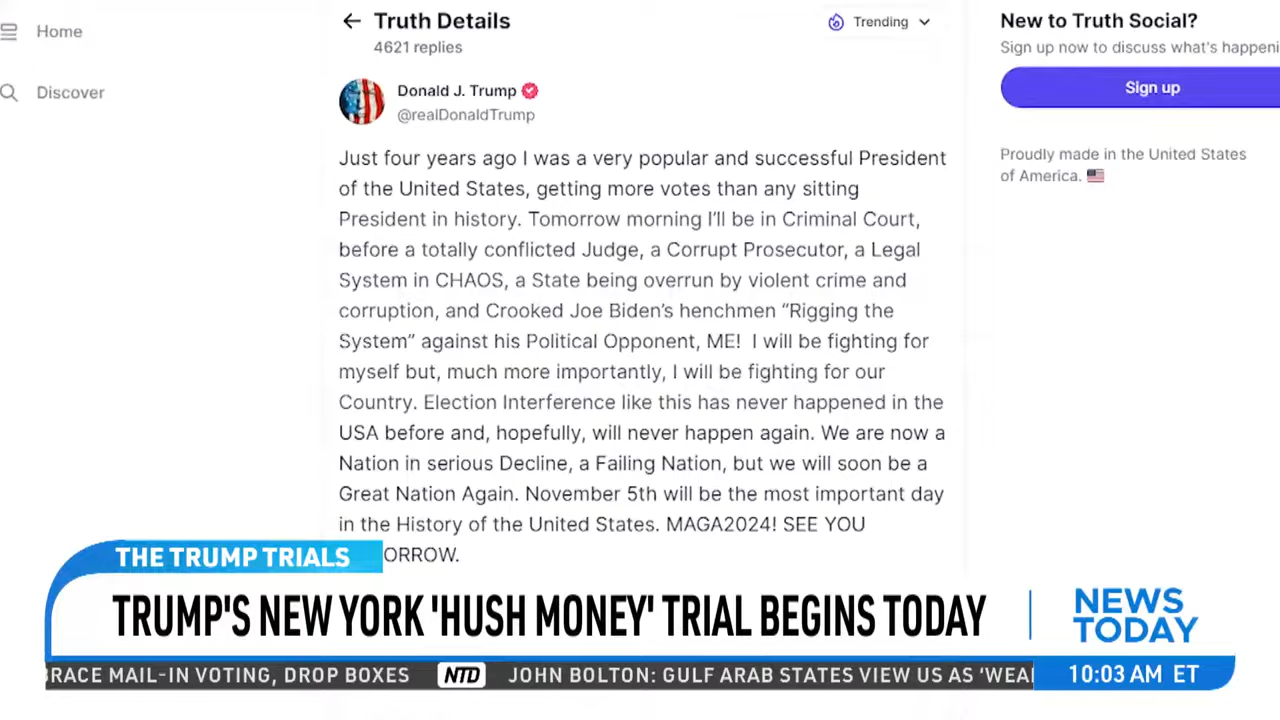 Home
Discover
Truth Details
4621 replies
Trending
Donald J. Trump
@realDonaldTrump
Just four years ago I was a very popular and successful President
of the United States, getting more votes than any sitting
President in history. Tomorrow morning I'll be in Criminal Court,
before a totally conflicted Judge, a Corrupt Prosecutor, a Legal
System in CHAOS, a State being overrun by violent crime and
corruption, and Crooked Joe Biden's henchmen “Rigging the
System” against his Political Opponent, ME! I will be fighting for
myself but, much more importantly, I will be fighting for our
Country. Election Interference like this has never happened in the
USA before and, hopefully, will never happen again. We are now a
Nation in serious Decline, a Failing Nation, but we will soon be a
Great Nation Again. November 5th will be the most important day
in the History of the United States. MAGA2024! SEE YOU
ORROW.
New to Truth Social?
Sign up now to discuss what's happeni
Sign up
Proudly made in the United States
of America.
THE TRUMP TRIALS
TRUMP'S NEW YORK 'HUSH MONEY' TRIAL BEGINS TODAY
NEWS
TODAY
BRACE MAIL-IN VOTING, DROP BOXES NTD JOHN BOLTON: GULF ARAB STATES VIEW US AS 'WEA
10:03 AM ET